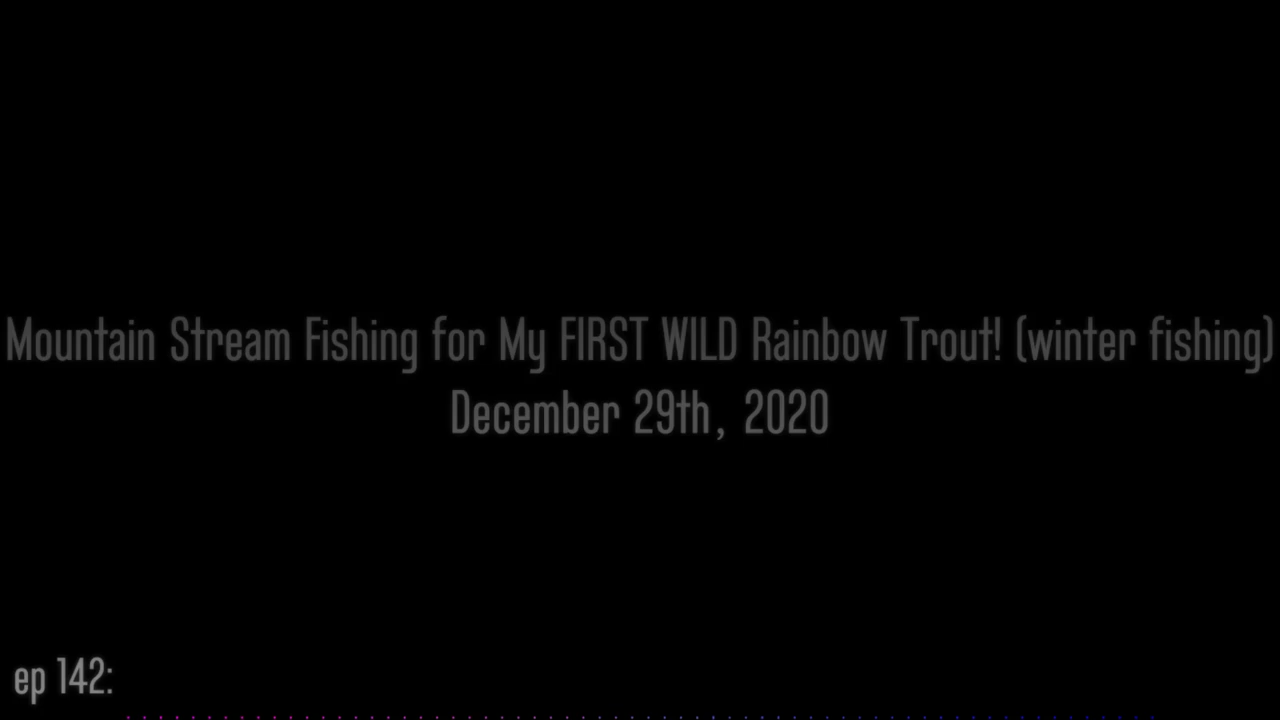 Mountain Stream Fishing for My FIRST WILD Rainbow Trout! (winter fishing)
December 29th, 2020
ep 142: